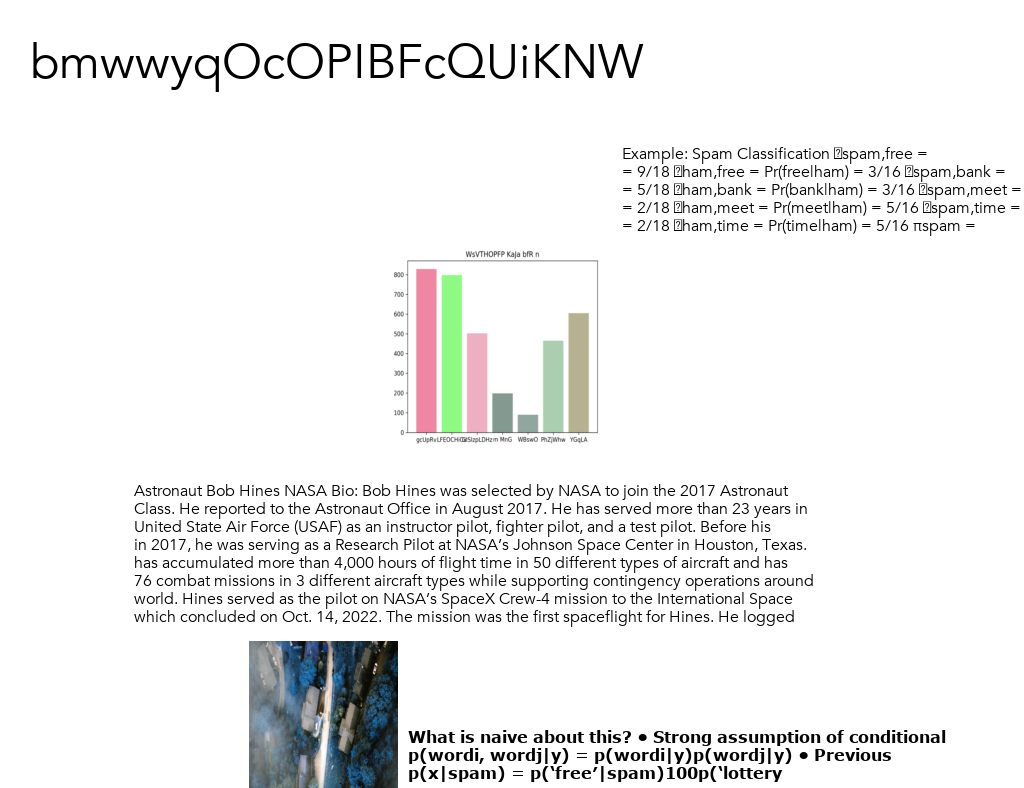 bmwwyqOcOPIBFcQUiKNW
Example: Spam Classification spam,free =
= 9/18 ham,free = Pr(freelham) = 3/16 spam,bank =
= 5/18 ham,bank = Pr(banklham) = 3/16 spam,meet =
= 2/18 ham,meet = Pr(meetlham) = 5/16 spam,time =
= 2/18 ham,time = Pr(timelham) = 5/16 πspam =
WsVTHOPFP KaJa bfR n
800
700
600
500
400
300
200
100
0
gcUpRv MnG WBswO PhZjWhw YGqLA
Astronaut Bob Hines NASA Bio: Bob Hines was selected by NASA to join the 2017 Astronaut
Class. He reported to the Astronaut Office in August 2017. He has served more than 23 years in
United State Air Force (USAF) as an instructor pilot, fighter pilot, and a test pilot. Before his
in 2017, he was serving as a Research Pilot at NASA’s Johnson Space Center in Houston, Texas.
has accumulated more than 4,000 hours of flight time in 50 different types of aircraft and has
76 combat missions in 3 different aircraft types while supporting contingency operations around
world. Hines served as the pilot on NASA’s SpaceX Crew-4 mission to the International Space
which concluded on Oct. 14, 2022. The mission was the first spaceflight for Hines. He logged
What is naive about this? • Strong assumption of conditional
p(wordi, wordj|y) = p(wordi|y)p(wordj|y) • Previous
p(x|spam) = p(‘free’|spam)100p(‘lottery